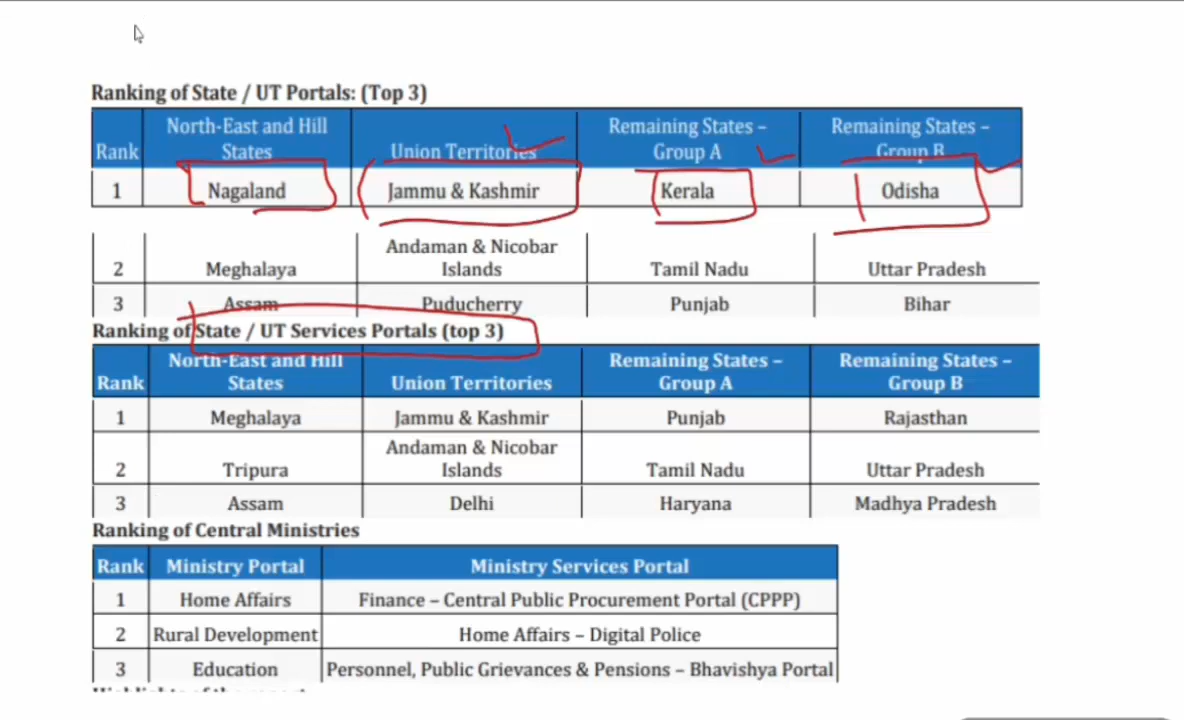 Ranking of State / UT Portals: (Top 3)
Rank North-East and Hill States Union Territories Remaining States – Group A Remaining States – Group B
1 Nagaland Jammu & Kashmir Kerala Odisha
2 Meghalaya Andaman & Nicobar Islands Tamil Nadu Uttar Pradesh
3 Assam Puducherry Punjab Bihar
Ranking of State / UT Services Portals (top 3)
Rank North-East and Hill States Union Territories Remaining States – Group A Remaining States – Group B
1 Meghalaya Jammu & Kashmir Punjab Rajasthan
2 Tripura Andaman & Nicobar Islands Tamil Nadu Uttar Pradesh
3 Assam Delhi Haryana Madhya Pradesh
Ranking of Central Ministries
Rank Ministry Portal Ministry Services Portal
1 Home Affairs Finance – Central Public Procurement Portal (CPPP)
2 Rural Development Home Affairs – Digital Police
3 Education Personnel, Public Grievances & Pensions – Bhavishya Portal